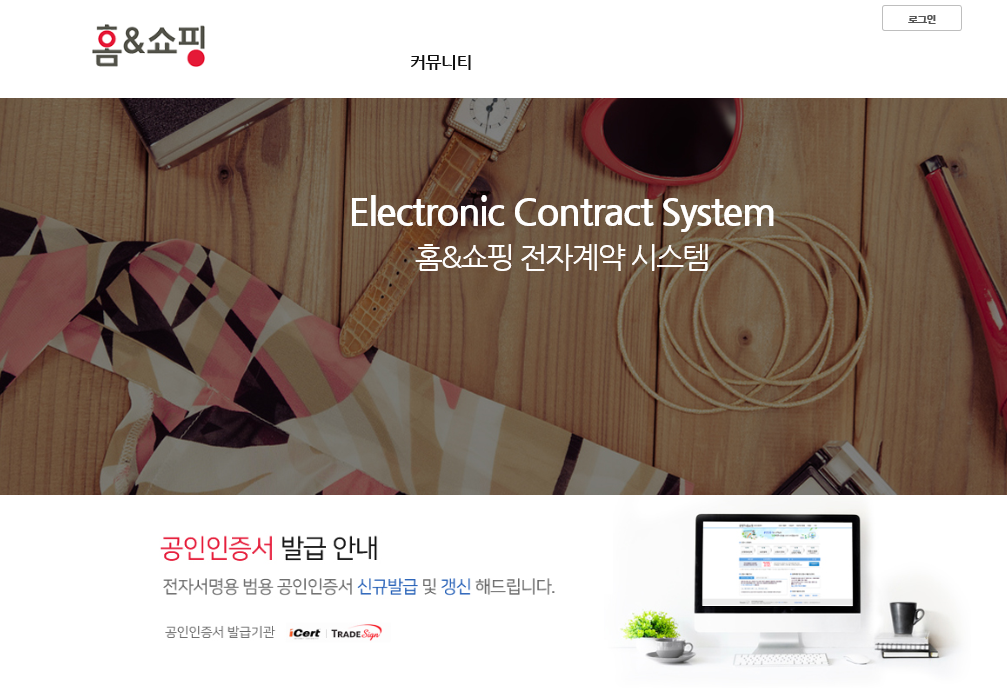 로그인
홈&쇼핑
커뮤니티
Electronic Contract System
홈&쇼핑 전자계약 시스템
공인인증서 발급 안내
전자서명용 범용 공인인증서 신규발급 및 갱신 해드립니다.
공인인증서 발급기관 iCert TRADESign